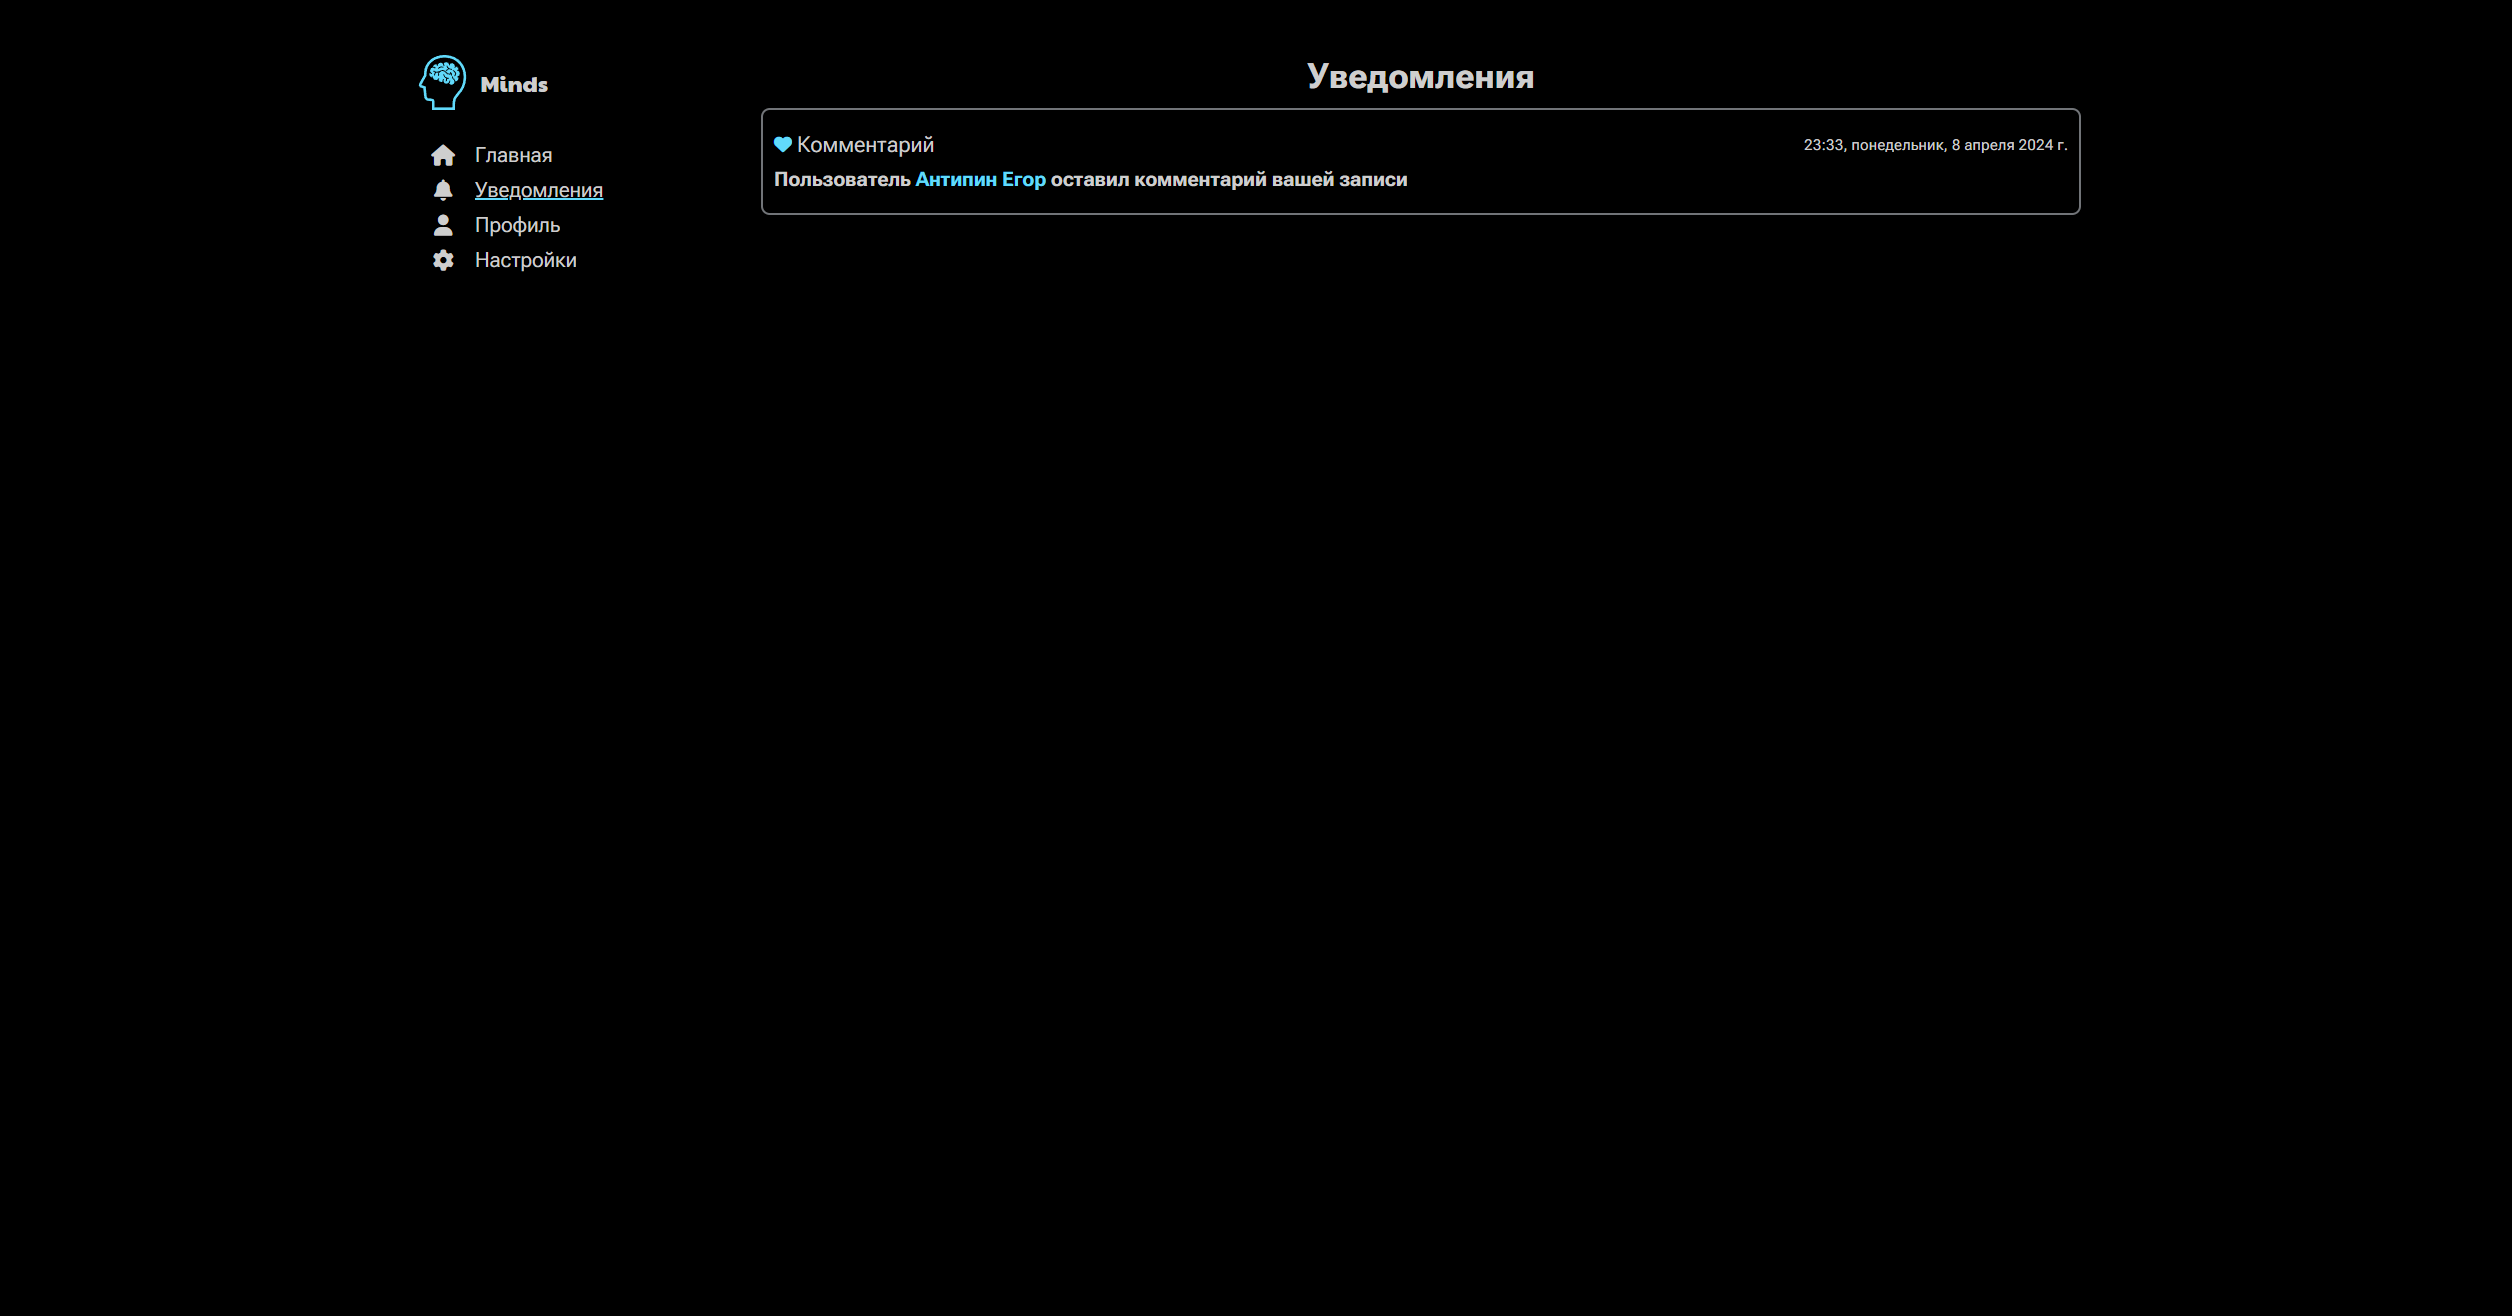 Minds
Главная
Уведомления
Профиль
Настройки
Уведомления
Комментарий
23:33, понедельник, 8 апреля 2024 г.
Пользователь Антипин Егор оставил комментарий вашей записи